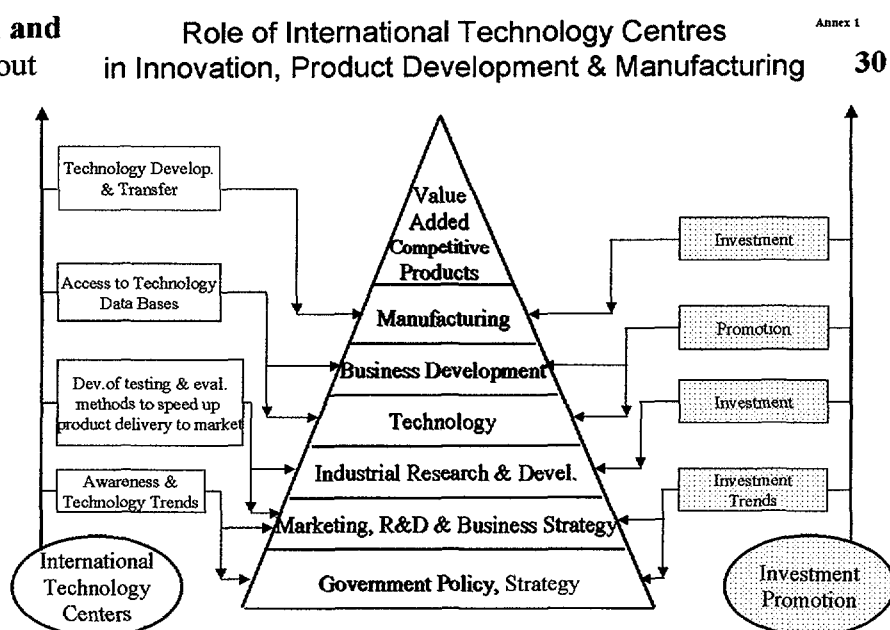 and
out
Role of International Technology Centres
in Innovation, Product Development & Manufacturing
Annex 1
30
Technology Develop.
& Transfer
Access to Technology
Data Bases
Dev.of testing & eval.
methods to speed up
product delivery to market
Awareness &
Technology Trends
International
Technology
Centers
Value
Added
Competitive
Products
Manufacturing
Business Development
Technology
Industrial Research & Devel.
Marketing, R&D & Business Strategy
Government Policy, Strategy
Investment
Promotion
Investment
Investment
Trends
Investment
Promotion